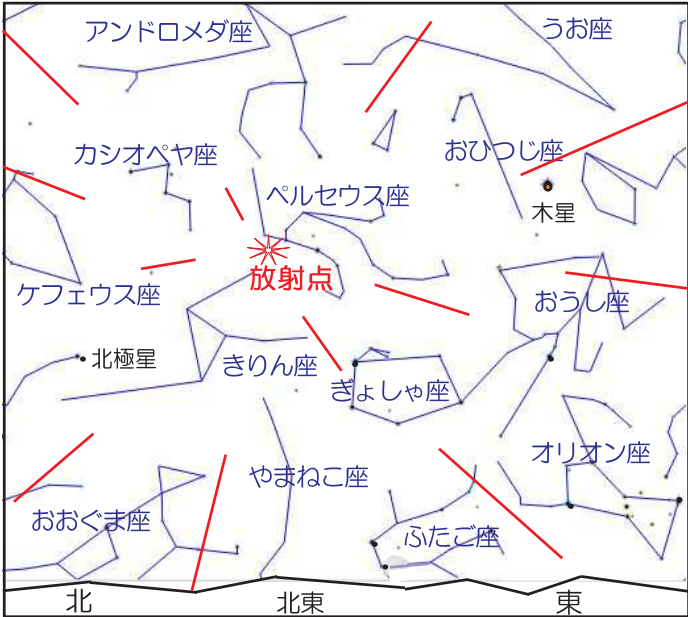 アンドロメダ座
うお座
カシオペヤ座
おひつじ座
ペルセウス座
木星
放射点
ケフェウス座
おうし座
北極星
きりん座
ぎょしゃ座
オリオン座
やまねこ座
おおぐま座
ふたご座
北
北東
東